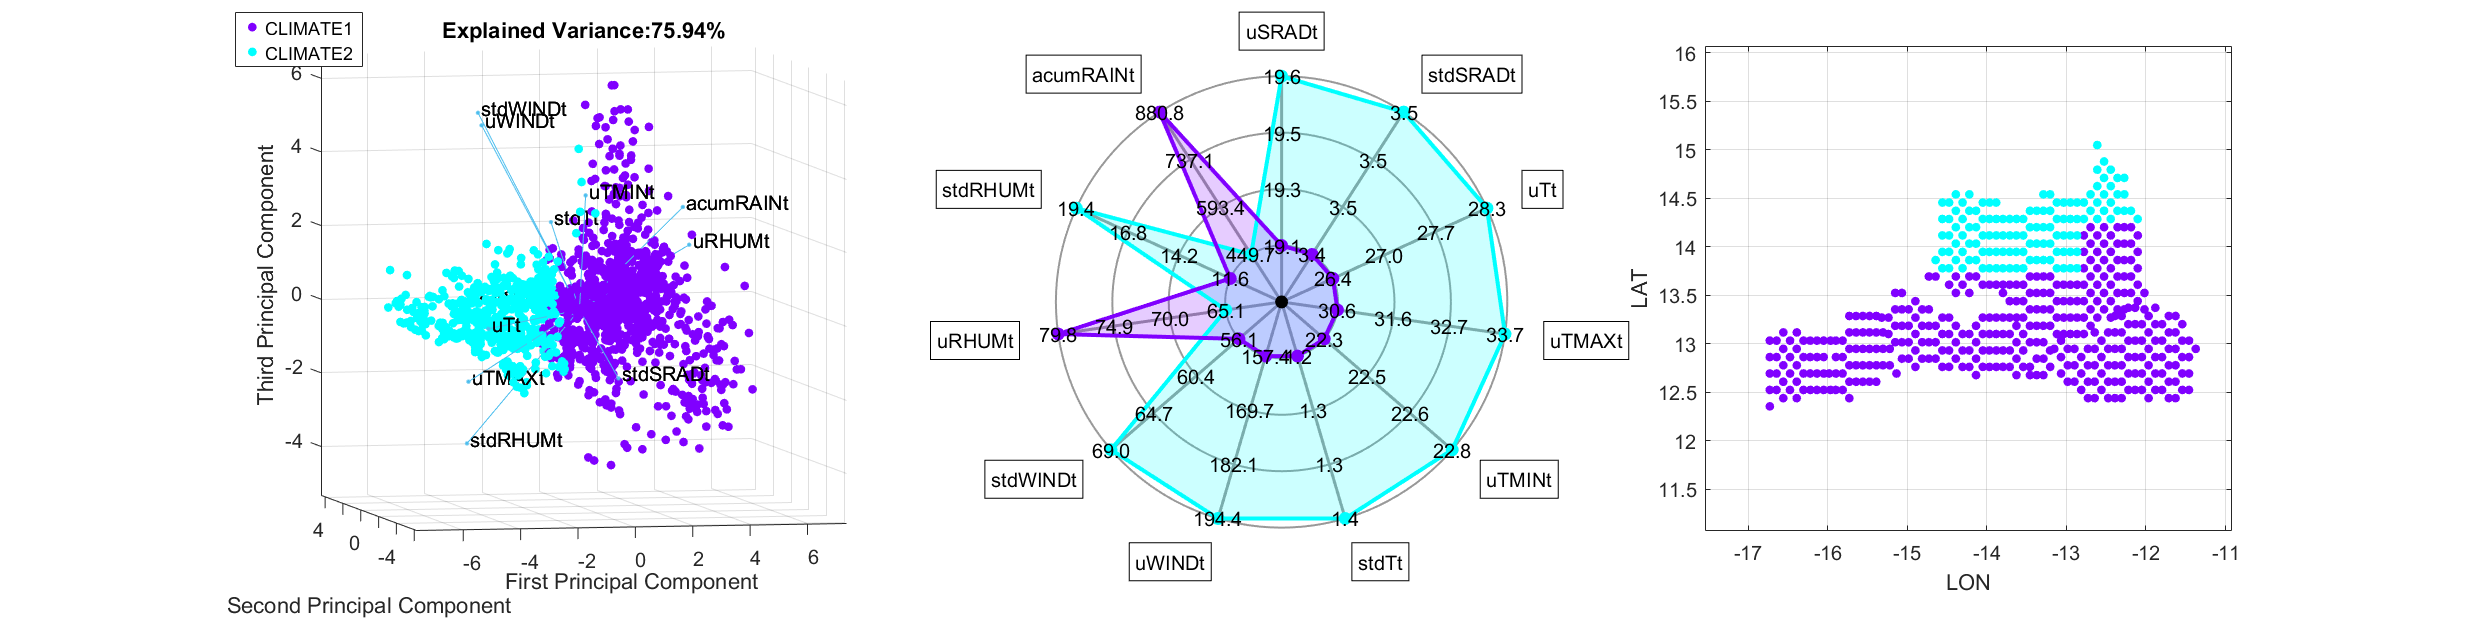 CLIMATE1
CLIMATE2
Explained Variance:75.94%
Third Principal Component
6
4
2
0
-2
-4
stdWINDt
uWINDt
uTMINt
stdTt
acumRAINt
uRHUMt
uTt
uTMAXt
stdSRADt
stdRHUMt
4
0
-4
-6
-4
-2
0
2
4
6
First Principal Component
Second Principal Component
uSRADt
19.6
19.5
19.3
19.1
stdSRADt
3.5
3.5
3.5
3.4
uTt
28.3
27.7
27.0
26.4
uTMAXt
33.7
32.7
31.6
30.6
uTMINt
22.8
22.6
22.5
22.3
stdTt
1.4
1.3
1.3
1.2
uWINDt
194.4
182.1
169.7
157.4
stdWINDt
69.0
64.7
60.4
56.1
uRHUMt
79.8
74.9
70.0
65.1
stdRHUMt
19.4
16.8
14.2
11.6
acumRAINt
880.8
737.1
593.4
449.7
LAT
16
15.5
15
14.5
14
13.5
13
12.5
12
11.5
-17
-16
-15
-14
-13
-12
-11
LON